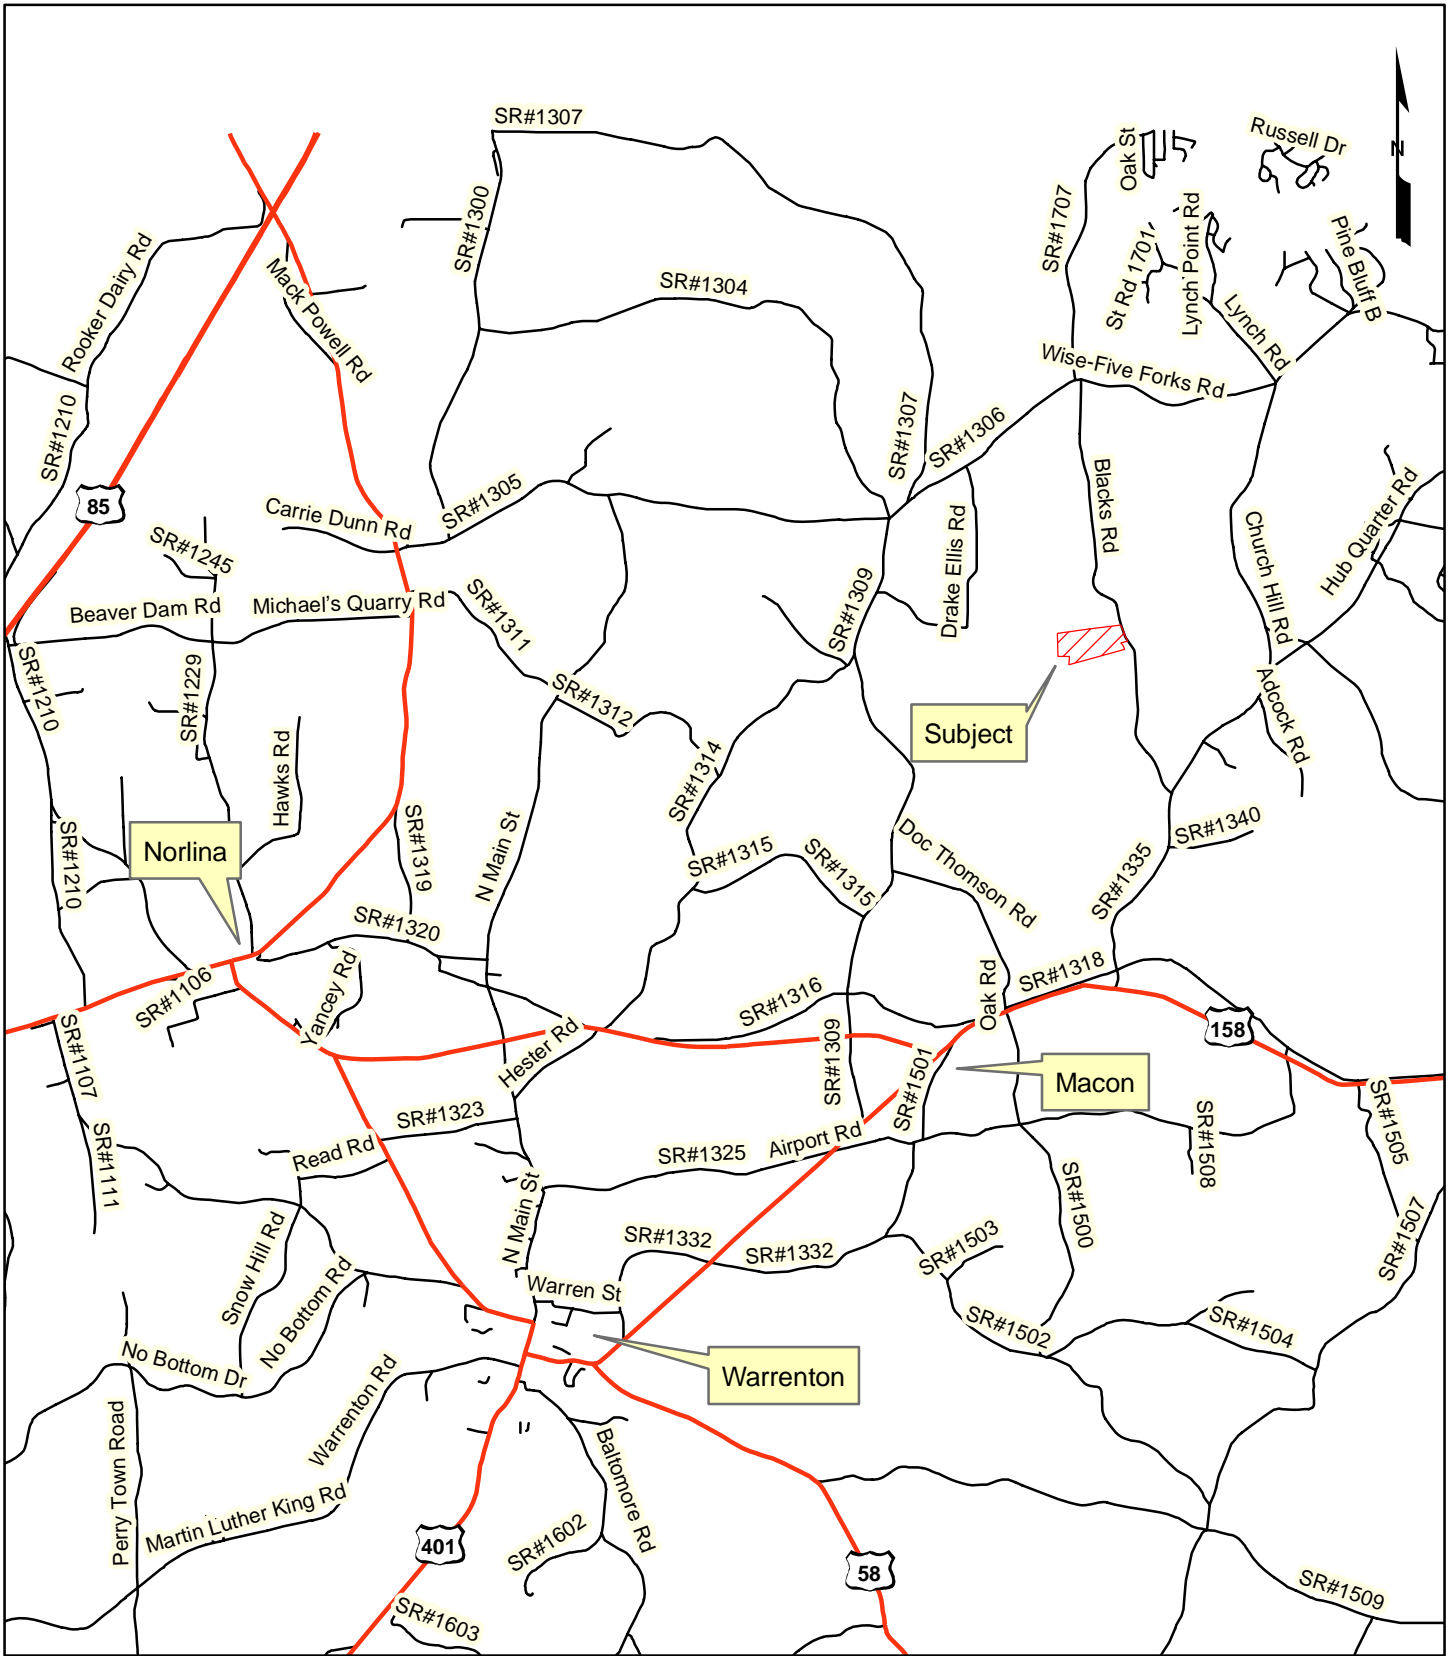 SR#1307
Oak St
Russell Dr
N
SR#1300
SR#1707
Lynch Point Rd
St Rd 1701
Pine Bluff B
Rooker Dairy Rd
Mack Powell Rd
SR#1304
Lynch Rd
Wise-Five Forks Rd
SR#1210
SR#1307
SR#1306
85
SR#1305
Carrie Dunn Rd
Blacks Rd
Hub Quarter Rd
SR#1245
Drake Ellis Rd
Church Hill Rd
Beaver Dam Rd
Michael's Quarry Rd
SR#1311
SR#1309
SR#1210
SR#1229
SR#1312
Adcock Rd
Subject
Hawks Rd
SR#1314
Norlina
SR#1210
SR#1319
N Main St
SR#1315
SR#1315
Doc Thomson Rd
SR#1340
SR#1335
SR#1320
SR#1106
Yancey Rd
SR#1316
Oak Rd
SR#1318
158
SR#1107
Hester Rd
SR#1309
SR#1501
Macon
SR#1111
SR#1323
Read Rd
SR#1325
Airport Rd
SR#1508
SR#1505
N Main St
SR#1500
SR#1507
Snow Hill Rd
No Bottom Rd
SR#1332
SR#1332
SR#1503
Warren St
SR#1502
SR#1504
No Bottom Dr
Warrenton Rd
Warrenton
Perry Town Road
Baltomore Rd
Martin Luther King Rd
401
SR#1602
58
SR#1603
SR#1509